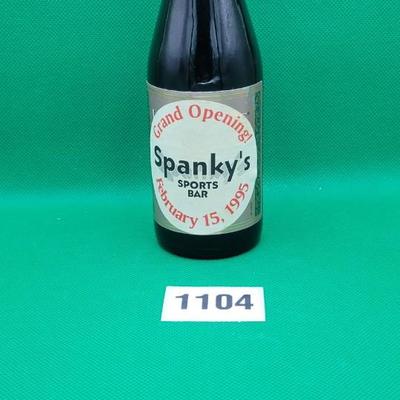 Grand Opening!
Spanky's
SPORTS
BAR
February 15, 1995
1104